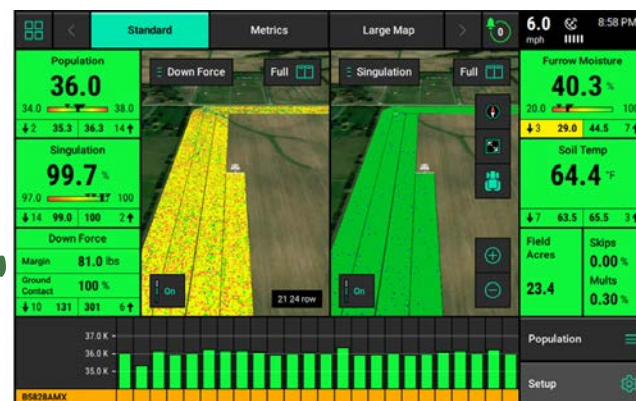 Standard
Metrics
Large Map
0
6.0
mph
8:58 PM
Population
36.0
34.0 38.0
2 35.3 36.3 14
Singulation
99.7 %
97.0 100
14 99.0 100 2
Down Force
Margin 81.0 lbs
Ground Contact 100 %
10 131 301 6
Down Force Full
On
21 24 row
Singulation Full
On
Furrow Moisture
40.3 %
20.0 100
3 29.0 44.5 7
Soil Temp
64.4 °F
7 63.5 65.5 3
Field Acres
23.4
Skips
0.00 %
Mults
0.30 %
37.0 K
36.0 K
35.0 K
B5828AMX
Population
Setup